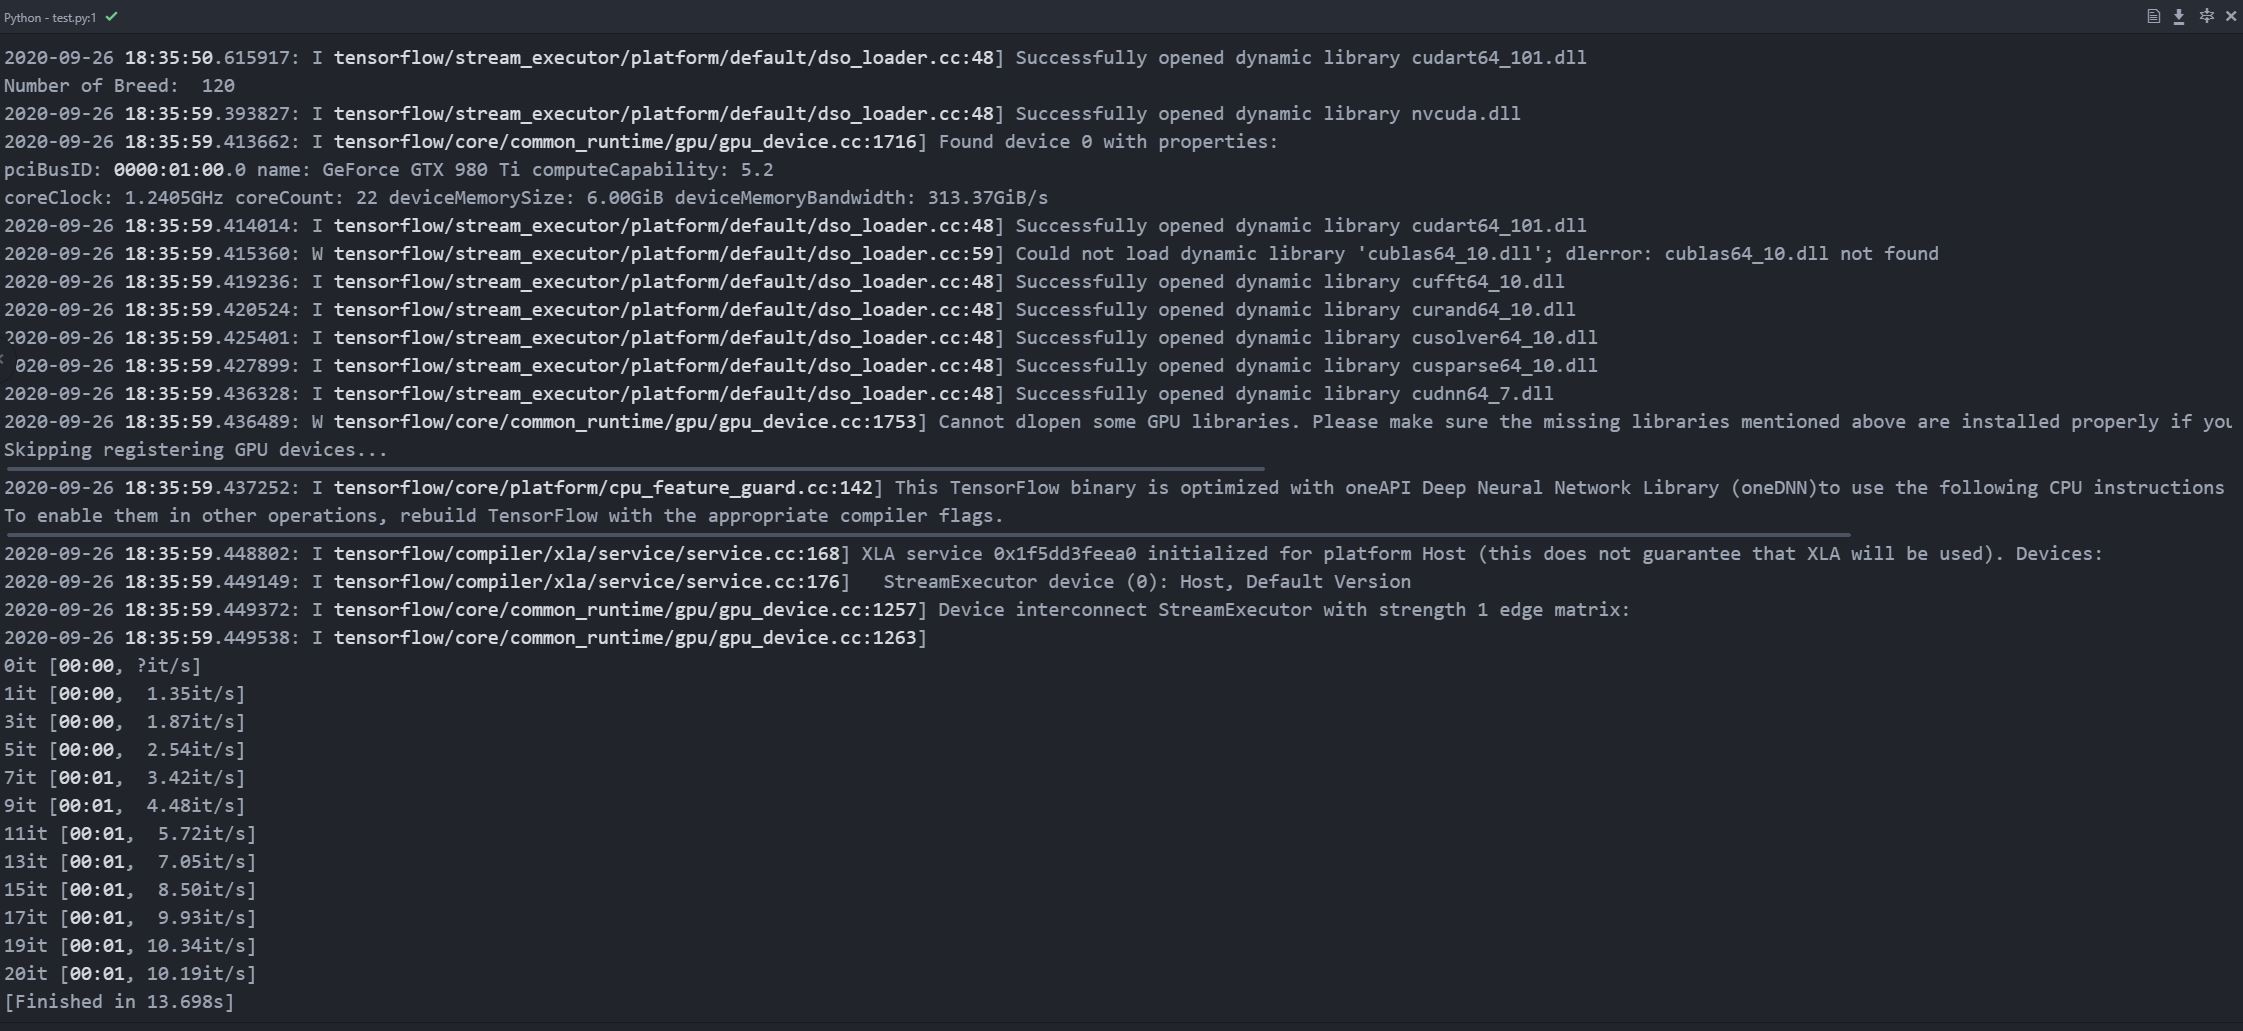 Python - test.py:1
2020-09-26 18:35:50.615917: I tensorflow/stream_executor/platform/default/dso_loader.cc:48] Successfully opened dynamic library cudart64_101.dll
Number of Breed:  120
2020-09-26 18:35:59.393827: I tensorflow/stream_executor/platform/default/dso_loader.cc:48] Successfully opened dynamic library nvcuda.dll
2020-09-26 18:35:59.413662: I tensorflow/core/common_runtime/gpu/gpu_device.cc:1716] Found device 0 with properties:
pciBusID: 0000:01:00.0 name: GeForce GTX 980 Ti computeCapability: 5.2
coreClock: 1.2405GHz coreCount: 22 deviceMemorySize: 6.00GiB deviceMemoryBandwidth: 313.37GiB/s
2020-09-26 18:35:59.414014: I tensorflow/stream_executor/platform/default/dso_loader.cc:48] Successfully opened dynamic library cudart64_101.dll
2020-09-26 18:35:59.415360: W tensorflow/stream_executor/platform/default/dso_loader.cc:59] Could not load dynamic library 'cublas64_10.dll'; dlerror: cublas64_10.dll not found
2020-09-26 18:35:59.419236: I tensorflow/stream_executor/platform/default/dso_loader.cc:48] Successfully opened dynamic library cufft64_10.dll
2020-09-26 18:35:59.420524: I tensorflow/stream_executor/platform/default/dso_loader.cc:48] Successfully opened dynamic library curand64_10.dll
2020-09-26 18:35:59.425401: I tensorflow/stream_executor/platform/default/dso_loader.cc:48] Successfully opened dynamic library cusolver64_10.dll
2020-09-26 18:35:59.427899: I tensorflow/stream_executor/platform/default/dso_loader.cc:48] Successfully opened dynamic library cusparse64_10.dll
2020-09-26 18:35:59.436328: I tensorflow/stream_executor/platform/default/dso_loader.cc:48] Successfully opened dynamic library cudnn64_7.dll
2020-09-26 18:35:59.436489: W tensorflow/core/common_runtime/gpu/gpu_device.cc:1753] Cannot dlopen some GPU libraries. Please make sure the missing libraries mentioned above are installed properly if you
Skipping registering GPU devices...
2020-09-26 18:35:59.437252: I tensorflow/core/platform/cpu_feature_guard.cc:142] This TensorFlow binary is optimized with oneAPI Deep Neural Network Library (oneDNN)to use the following CPU instructions
To enable them in other operations, rebuild TensorFlow with the appropriate compiler flags.
2020-09-26 18:35:59.448802: I tensorflow/compiler/xla/service/service.cc:168] XLA service 0x1f5dd3feea0 initialized for platform Host (this does not guarantee that XLA will be used). Devices:
2020-09-26 18:35:59.449149: I tensorflow/compiler/xla/service/service.cc:176]   StreamExecutor device (0): Host, Default Version
2020-09-26 18:35:59.449372: I tensorflow/core/common_runtime/gpu/gpu_device.cc:1257] Device interconnect StreamExecutor with strength 1 edge matrix:
2020-09-26 18:35:59.449538: I tensorflow/core/common_runtime/gpu/gpu_device.cc:1263]
0it [00:00, ?it/s]
1it [00:00,  1.35it/s]
3it [00:00,  1.87it/s]
5it [00:00,  2.54it/s]
7it [00:01,  3.42it/s]
9it [00:01,  4.48it/s]
11it [00:01,  5.72it/s]
13it [00:01,  7.05it/s]
15it [00:01,  8.50it/s]
17it [00:01,  9.93it/s]
19it [00:01, 10.34it/s]
20it [00:01, 10.19it/s]
[Finished in 13.698s]